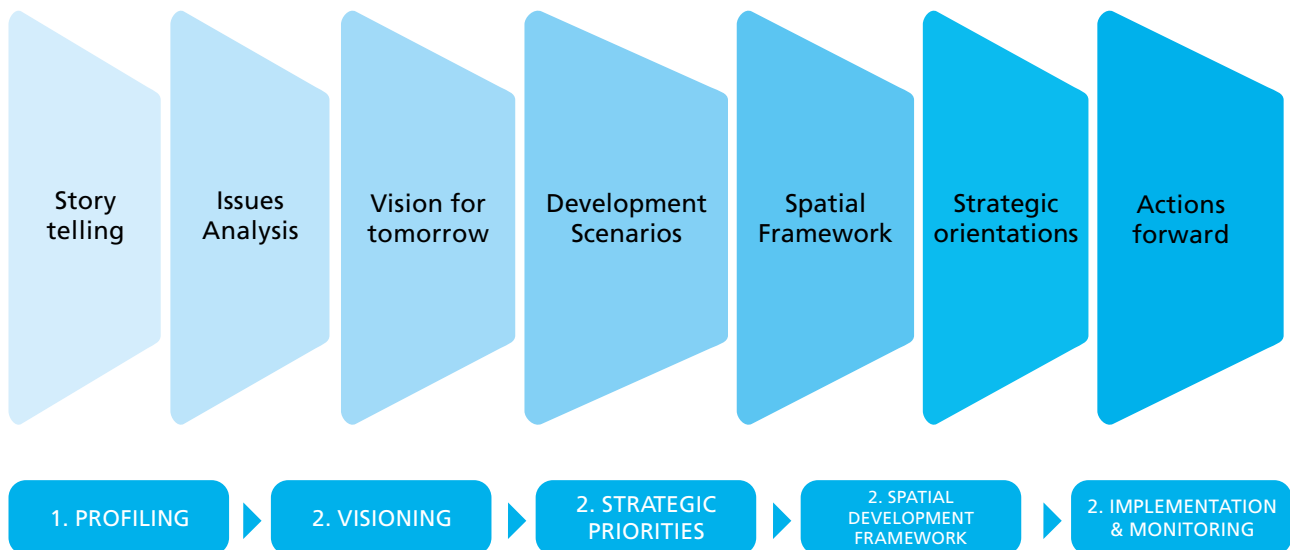 Story
telling
Issues
Analysis
Vision for
tomorrow
Development
Scenarios
Spatial
Framework
Strategic
orientations
Actions
forward
1. PROFILING
2. VISIONING
2. STRATEGIC
PRIORITIES
2. SPATIAL
DEVELOPMENT
FRAMEWORK
2. IMPLEMENTATION
& MONITORING